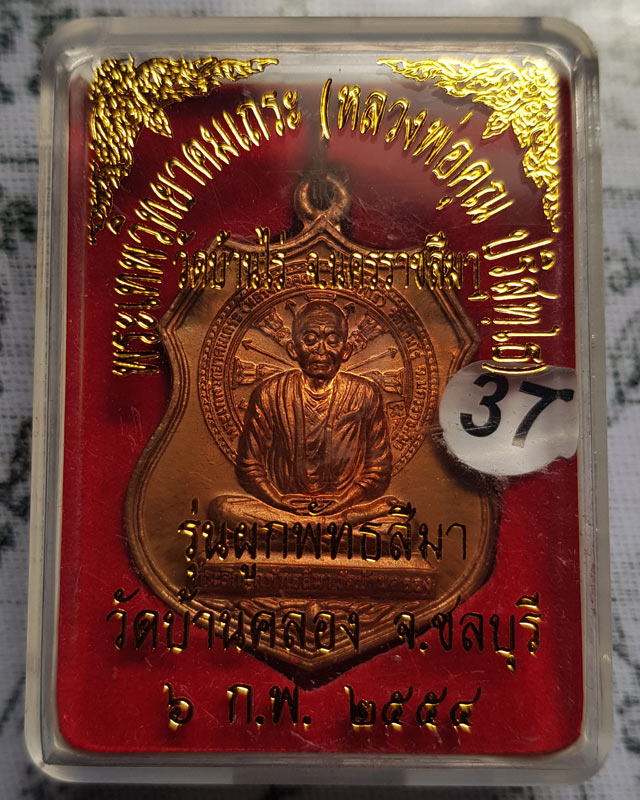 พระเทพวิทยาคมเถระ (หลวงพ่อคูณ ปริสุทฺโธ)
วัดบ้านไร่ จ.นครราชสีมา
37
รุ่นผูกพัทธสีมา
วัดบ้านคลอง จ.ชลบุรี
๖ ก.พ. ๒๕๕๔